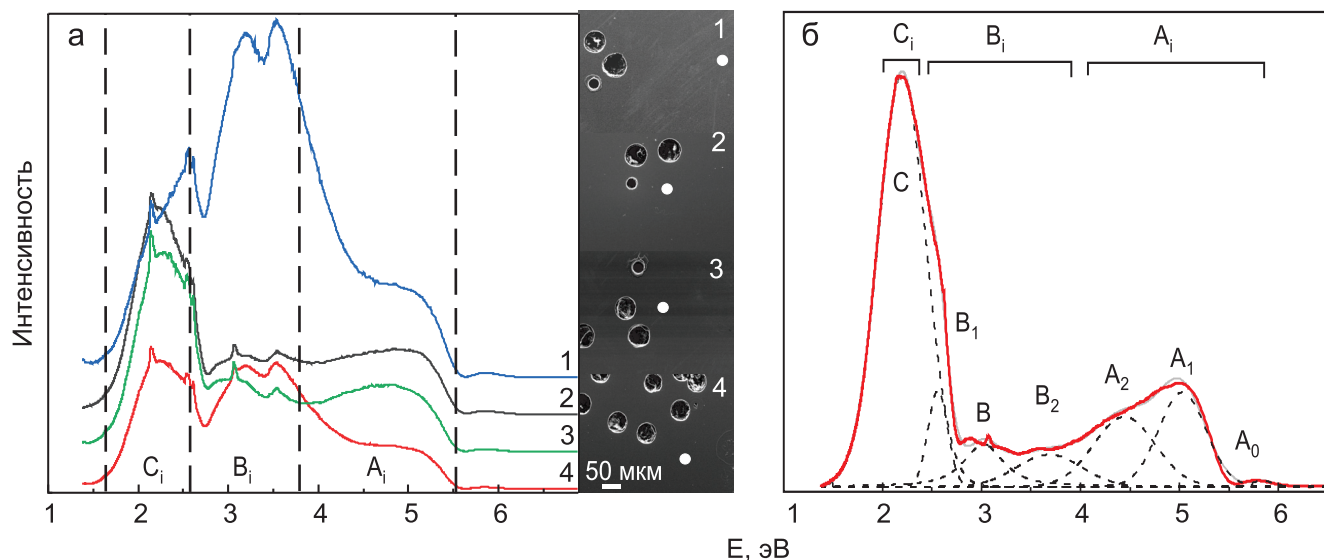 а
Интенсивность
1
2
3
4
Cᵢ
Bᵢ
Aᵢ
1 2 3 4 5 6
1
2
3
4
50 мкм
б
Cᵢ
Bᵢ
Aᵢ
C
B₁
B
B₂
A₂
A₁
A₀
1 2 3 4 5 6
E, эВ